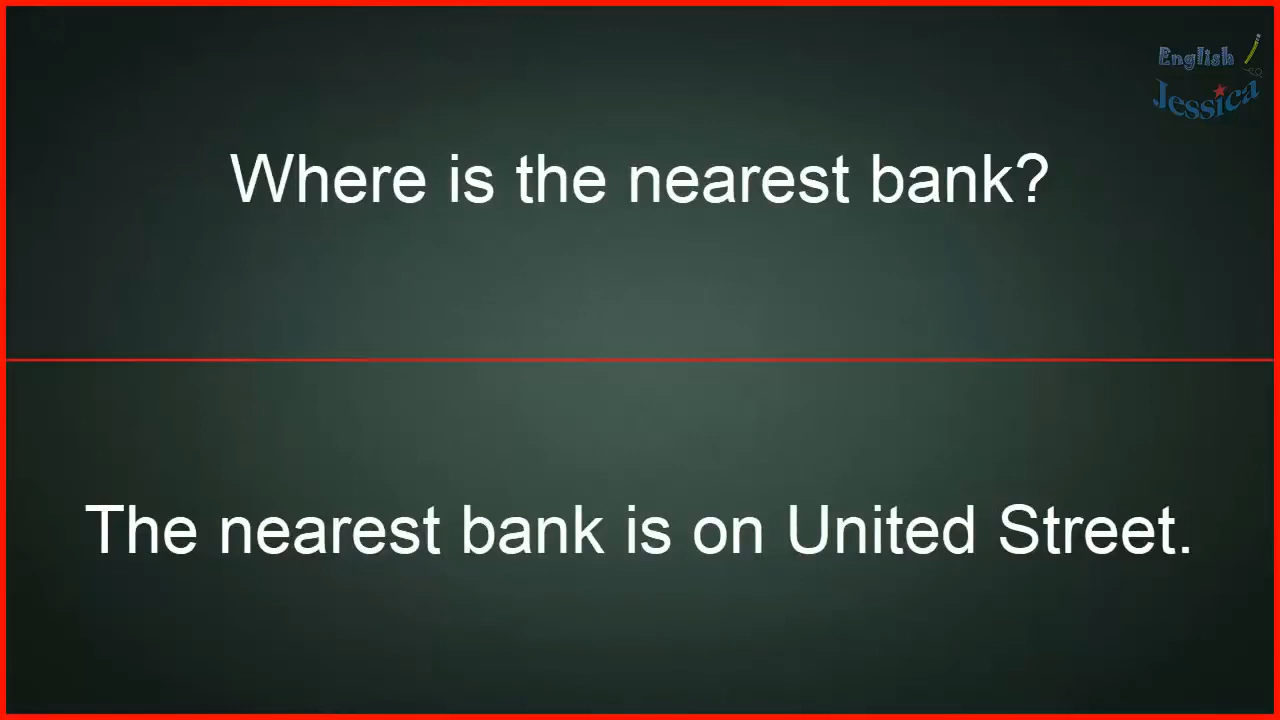 English
Jessica
Where is the nearest bank?
The nearest bank is on United Street.